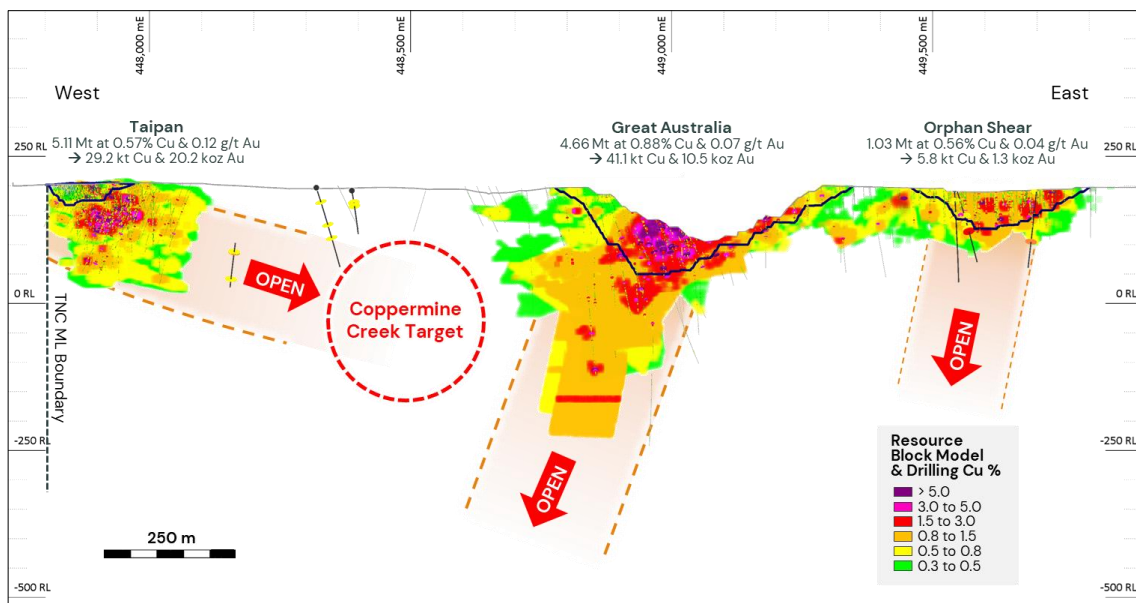 448,000 mE
448,500 mE
449,000 mE
449,500 mE
West
East
Taipan
5.11 Mt at 0.57% Cu & 0.12 g/t Au
→ 29.2 kt Cu & 20.2 koz Au
Great Australia
4.66 Mt at 0.88% Cu & 0.07 g/t Au
→ 41.1 kt Cu & 10.5 koz Au
Orphan Shear
1.03 Mt at 0.56% Cu & 0.04 g/t Au
→ 5.8 kt Cu & 1.3 koz Au
250 RL
250 RL
0 RL
0 RL
-250 RL
-250 RL
-500 RL
-500 RL
TNC ML Boundary
OPEN
Coppermine
Creek Target
OPEN
OPEN
250 m
Resource
Block Model
& Drilling Cu %
> 5.0
3.0 to 5.0
1.5 to 3.0
0.8 to 1.5
0.5 to 0.8
0.3 to 0.5